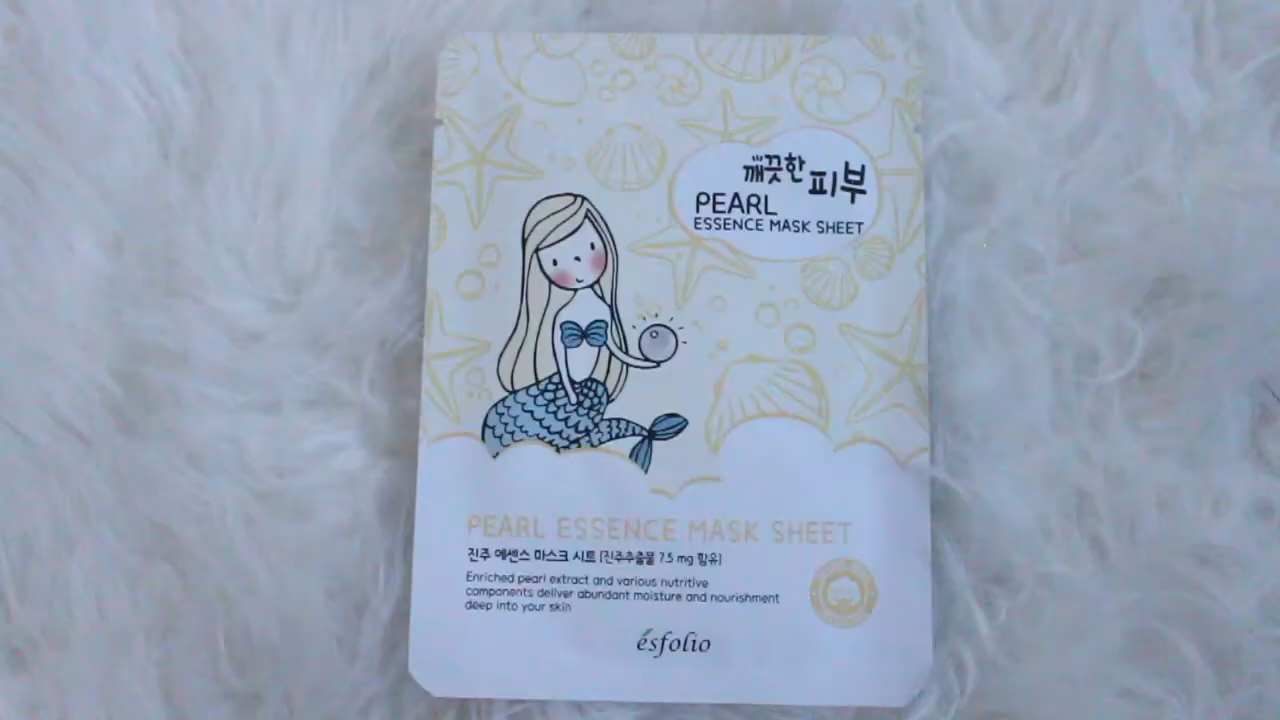 깨끗한 피부
PEARL
ESSENCE MASK SHEET
PEARL ESSENCE MASK SHEET
진주 에센스 마스크 시트 [진주추출물 7.5 mg 함유]
Enriched pearl extract and various nutritive
components deliver abundant moisture and nourishment
deep into your skin
ésfolio